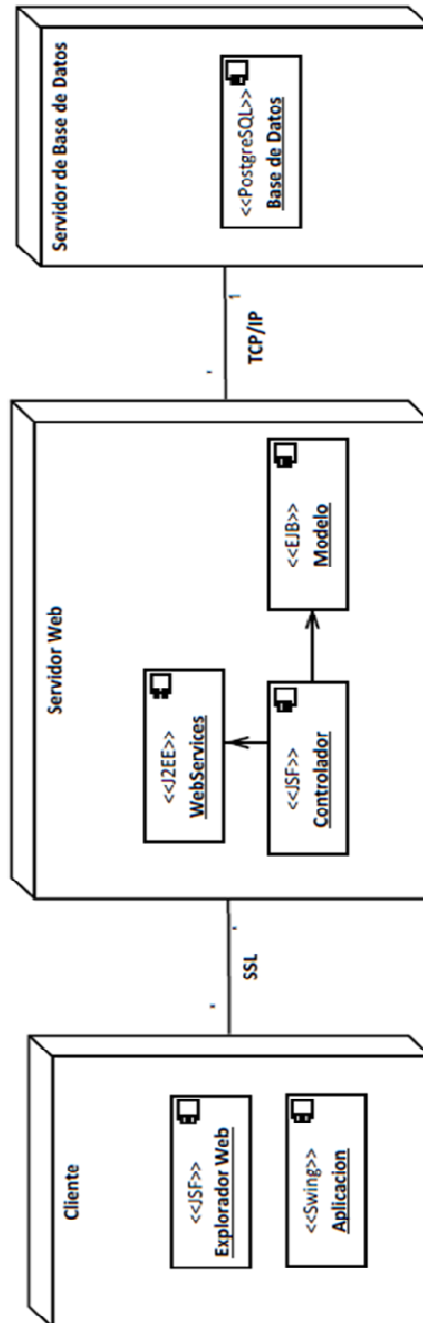 Cliente
<<JSF>>
Explorador Web
<<Swing>>
Aplicacion
SSL
*
*
Servidor Web
<<J2EE>>
WebServices
<<JSF>>
Controlador
<<EJB>>
Modelo
TCP/IP
*
1
Servidor de Base de Datos
<<PostgreSQL>>
Base de Datos